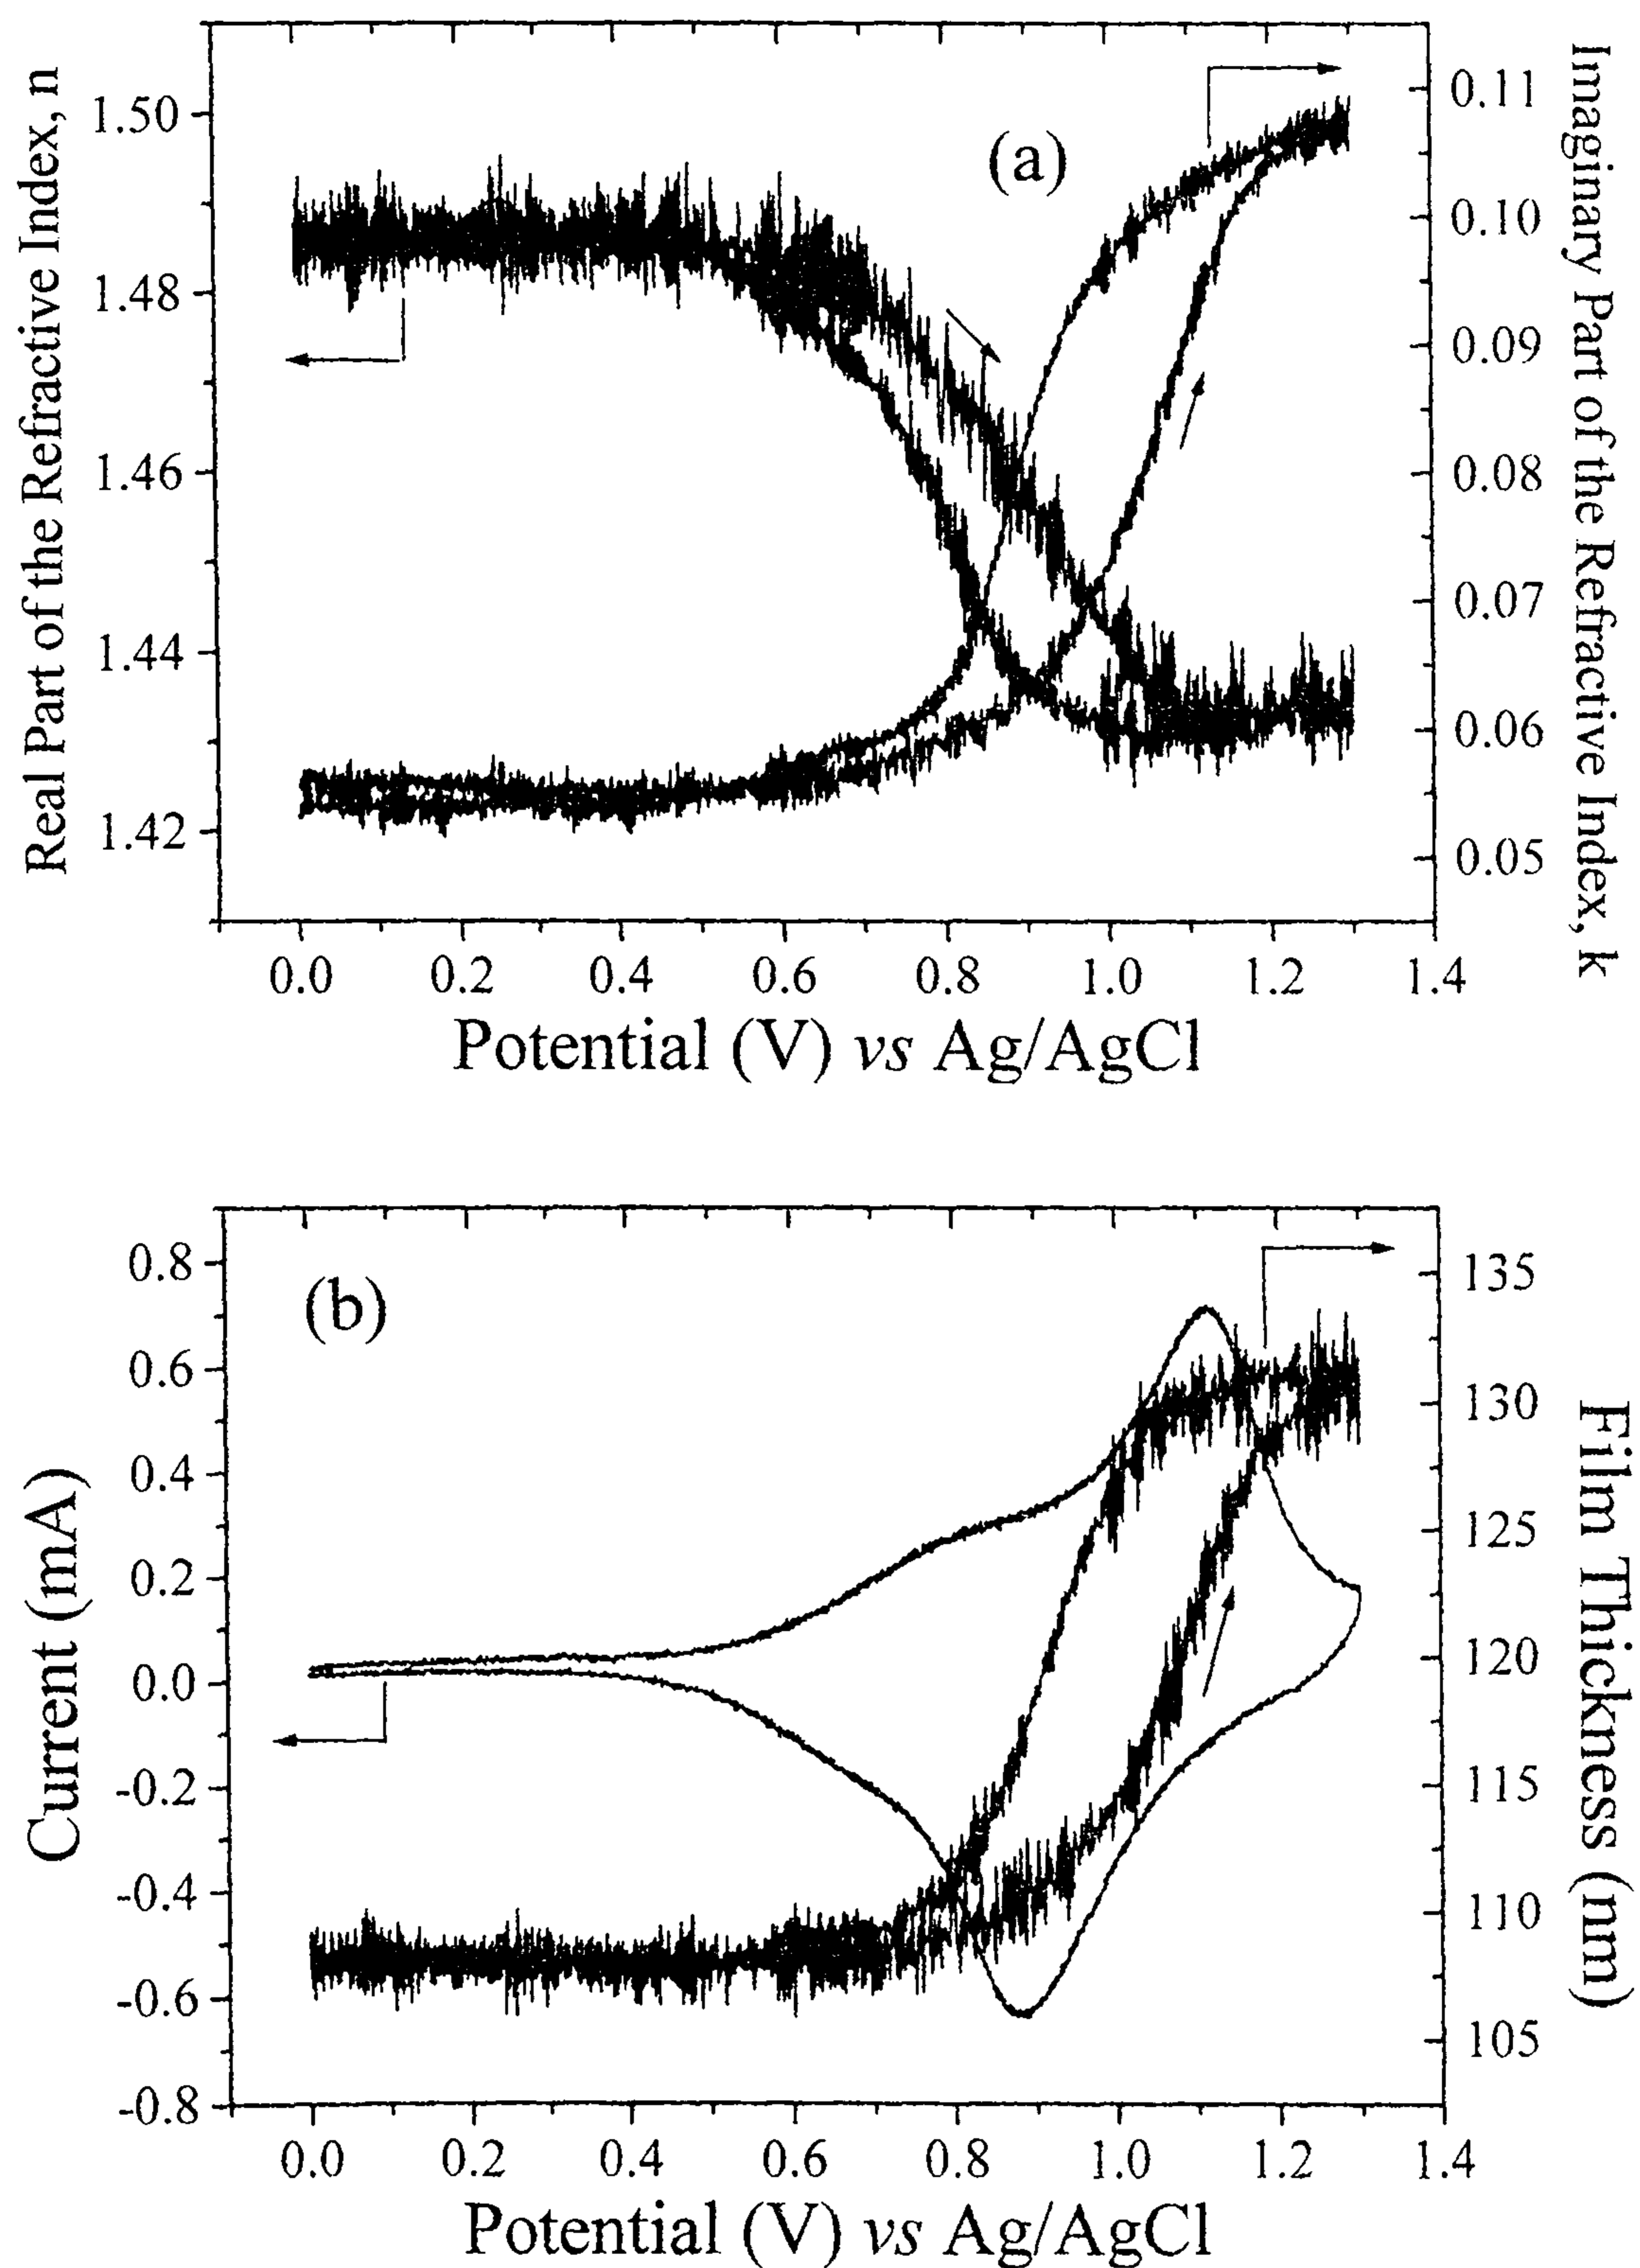 (a)
Real Part of the Refractive Index, n
1.50
1.48
1.46
1.44
1.42
Imaginary Part of the Refractive Index, k
0.11
0.10
0.09
0.08
0.07
0.06
0.05
0.0 0.2 0.4 0.6 0.8 1.0 1.2 1.4
Potential (V) vs Ag/AgCl
(b)
Current (mA)
0.8
0.6
0.4
0.2
0.0
-0.2
-0.4
-0.6
-0.8
Film Thickness (nm)
135
130
125
120
115
110
105
0.0 0.2 0.4 0.6 0.8 1.0 1.2 1.4
Potential (V) vs Ag/AgCl